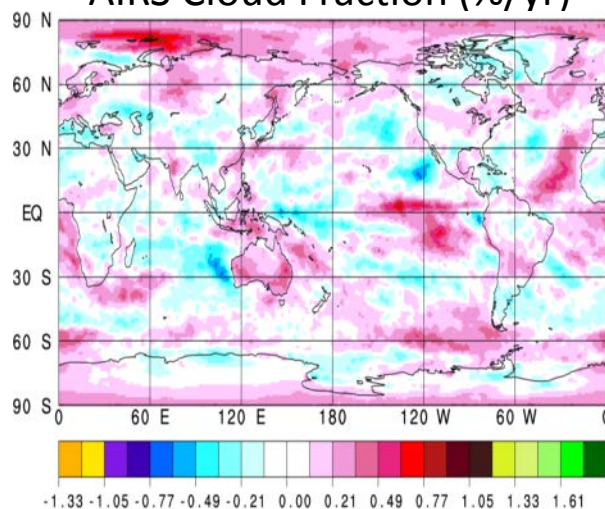 AIRS Cloud Fraction (%/yr)
90 N
60 N
30 N
EQ
30 S
60 S
90 S
0 60 E 120 E 180 120 W 60 W 0
-1.33 -1.05 -0.77 -0.49 -0.21 0.00 0.21 0.49 0.77 1.05 1.33 1.61